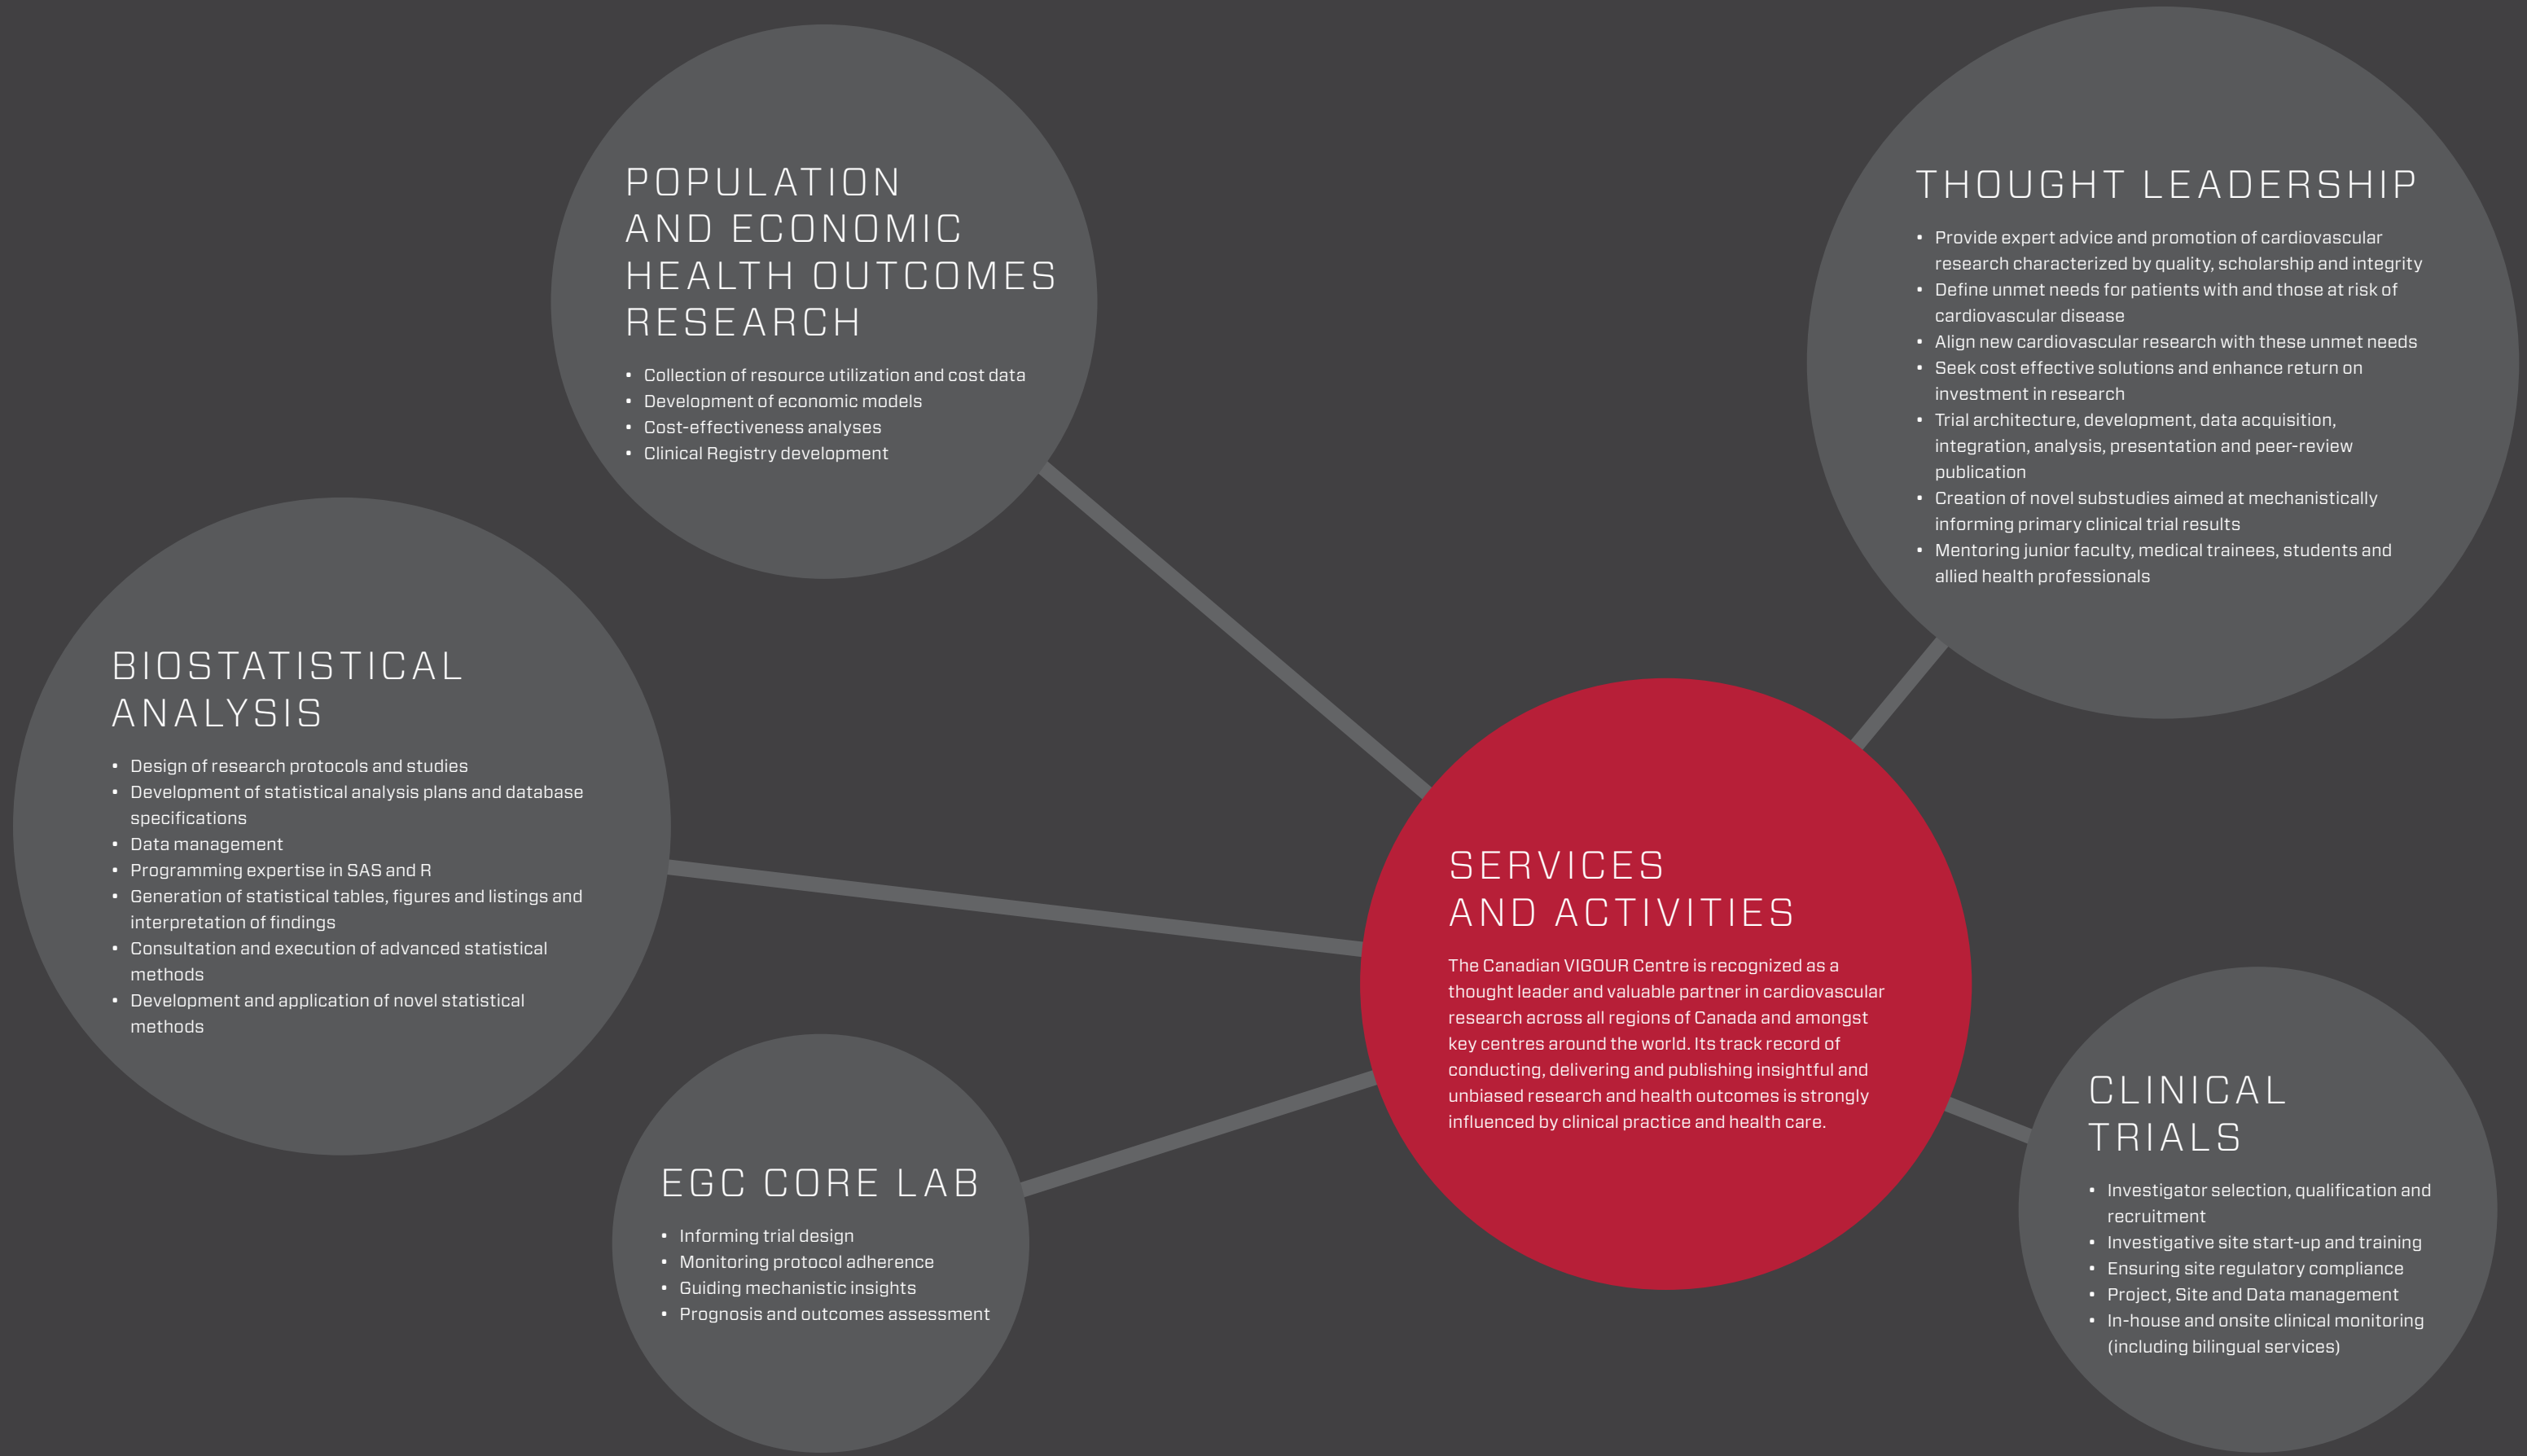 POPULATION
AND ECONOMIC
HEALTH OUTCOMES
RESEARCH
• Collection of resource utilization and cost data
• Development of economic models
• Cost-effectiveness analyses
• Clinical Registry development
THOUGHT LEADERSHIP
• Provide expert advice and promotion of cardiovascular
research characterized by quality, scholarship and integrity
• Define unmet needs for patients with and those at risk of
cardiovascular disease
• Align new cardiovascular research with these unmet needs
• Seek cost effective solutions and enhance return on
investment in research
• Trial architecture, development, data acquisition,
integration, analysis, presentation and peer-review
publication
• Creation of novel substudies aimed at mechanistically
informing primary clinical trial results
• Mentoring junior faculty, medical trainees, students and
allied health professionals
BIOSTATISTICAL
ANALYSIS
• Design of research protocols and studies
• Development of statistical analysis plans and database
specifications
• Data management
• Programming expertise in SAS and R
• Generation of statistical tables, figures and listings and
interpretation of findings
• Consultation and execution of advanced statistical
methods
• Development and application of novel statistical
methods
SERVICES
AND ACTIVITIES
The Canadian VIGOUR Centre is recognized as a
thought leader and valuable partner in cardiovascular
research across all regions of Canada and amongst
key centres around the world. Its track record of
conducting, delivering and publishing insightful and
unbiased research and health outcomes is strongly
influenced by clinical practice and health care.
EGC CORE LAB
• Informing trial design
• Monitoring protocol adherence
• Guiding mechanistic insights
• Prognosis and outcomes assessment
CLINICAL
TRIALS
• Investigator selection, qualification and
recruitment
• Investigative site start-up and training
• Ensuring site regulatory compliance
• Project, Site and Data management
• In-house and onsite clinical monitoring
(including bilingual services)